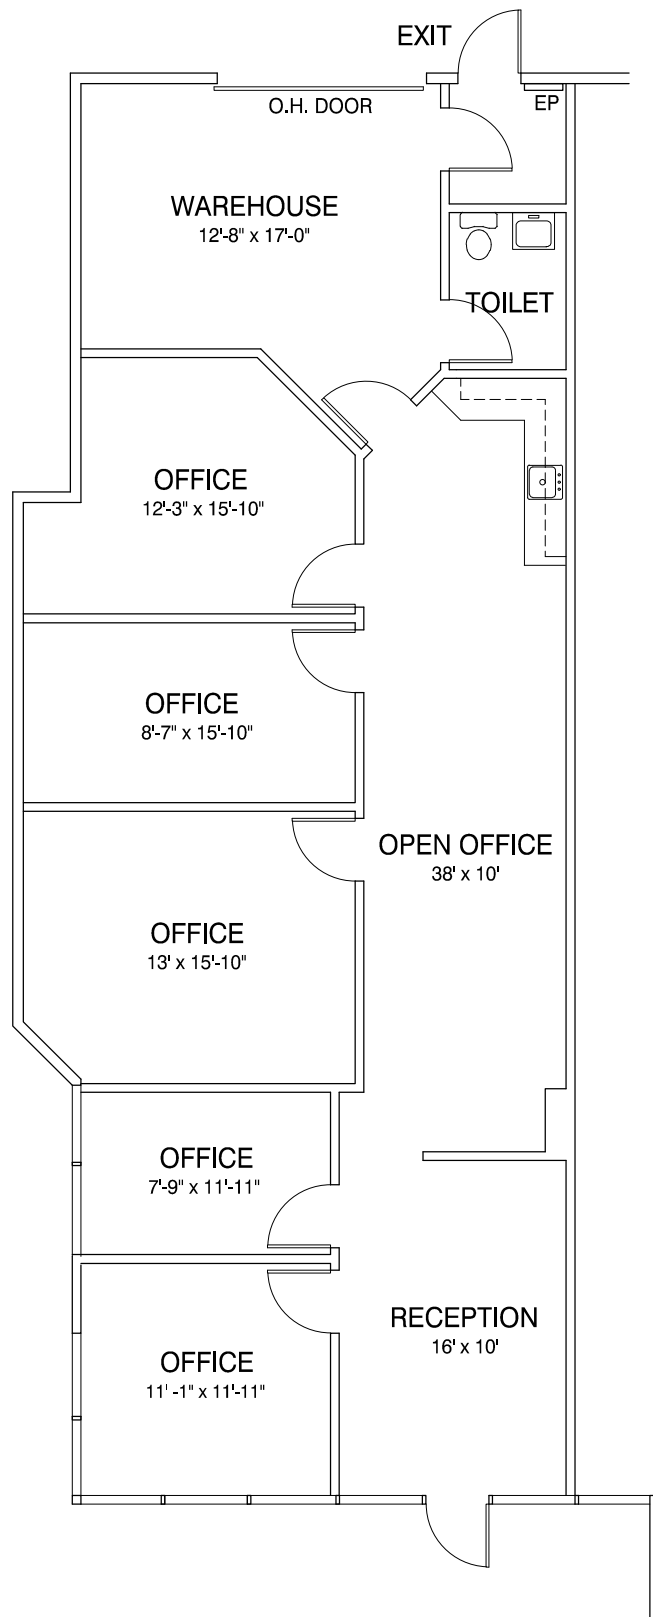 EXIT
O.H. DOOR
EP
WAREHOUSE
12'-8" x 17'-0"
TOILET
OFFICE
12'-3" x 15'-10"
OFFICE
8'-7" x 15'-10"
OPEN OFFICE
38' x 10'
OFFICE
13' x 15'-10"
OFFICE
7'-9" x 11'-11"
RECEPTION
16' x 10'
OFFICE
11' -1" x 11'-11"